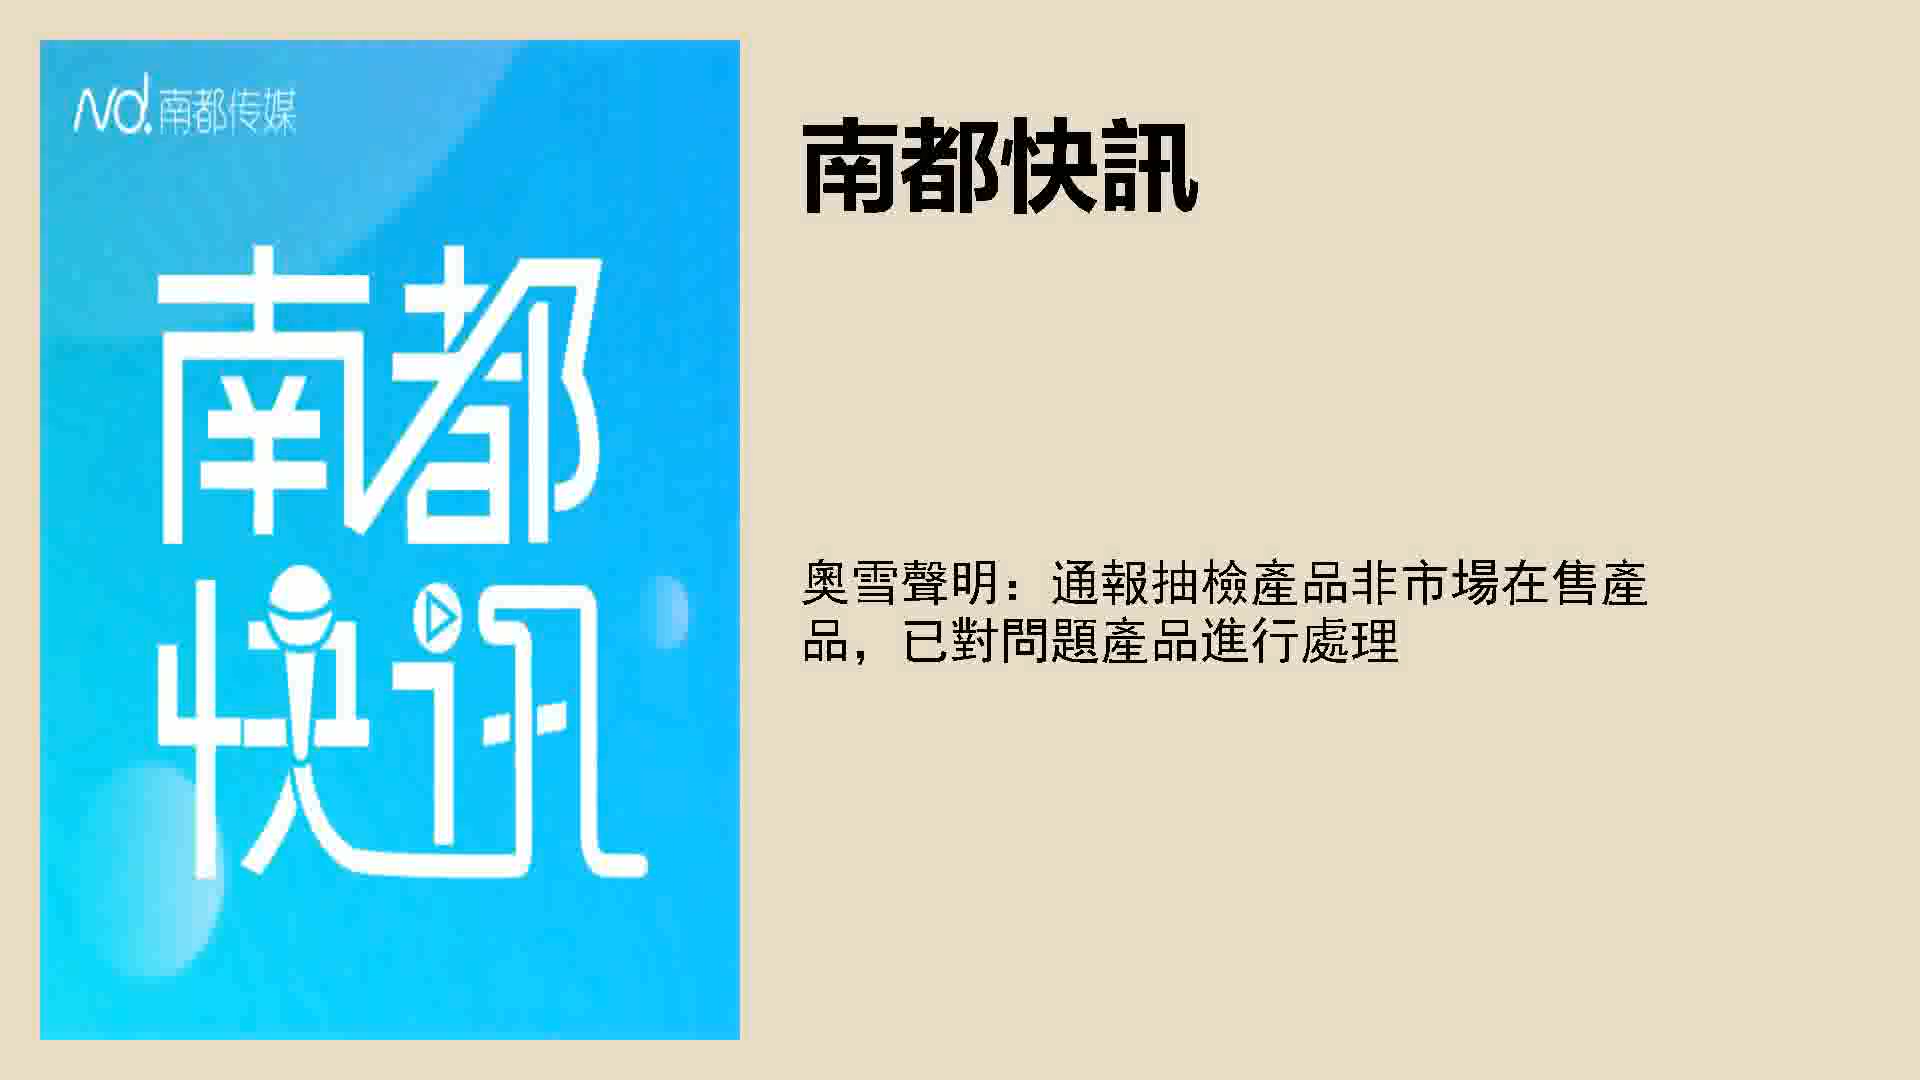 Nd.南都传媒
南都
快讯
南都快訊
奧雪聲明：通報抽檢產品非市場在售產
品，已對問題產品進行處理